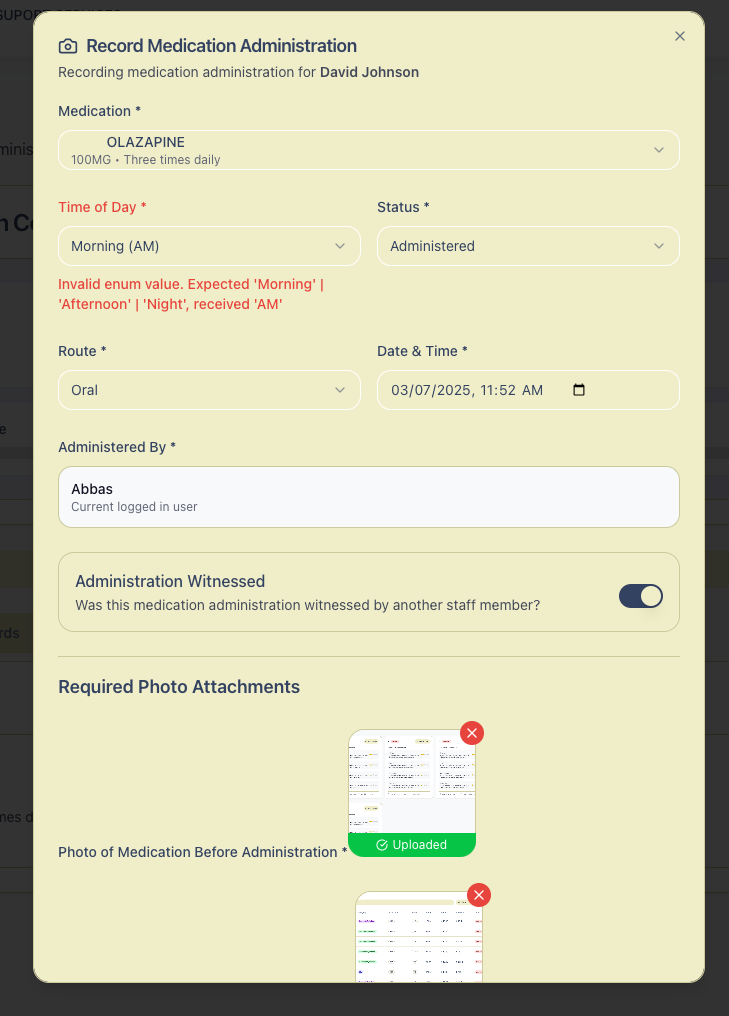 Record Medication Administration
Recording medication administration for David Johnson
Medication *
OLAZAPINE
100MG • Three times daily
Time of Day *
Status *
Morning (AM)
Administered
Invalid enum value. Expected 'Morning' |
'Afternoon' | 'Night', received 'AM'
Route *
Date & Time *
Oral
03/07/2025, 11:52 AM
Administered By *
Abbas
Current logged in user
Administration Witnessed
Was this medication administration witnessed by another staff member?
Required Photo Attachments
Uploaded
Photo of Medication Before Administration *